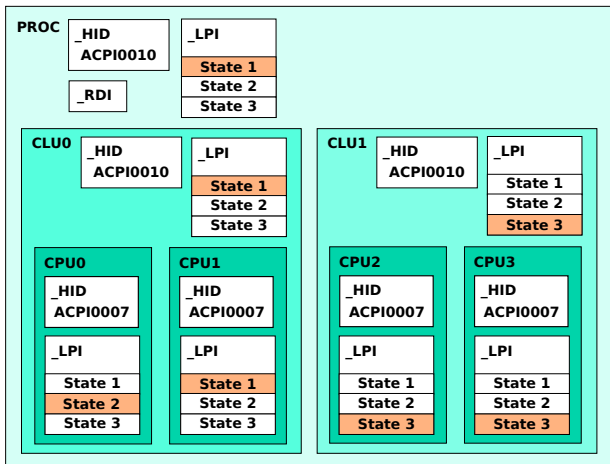 PROC
_HID
ACPI0010
_LPI
State 1
State 2
State 3
_RDI
CLU0
_HID
ACPI0010
_LPI
State 1
State 2
State 3
CPU0
_HID
ACPI0007
_LPI
State 1
State 2
State 3
CPU1
_HID
ACPI0007
_LPI
State 1
State 2
State 3
CLU1
_HID
ACPI0010
_LPI
State 1
State 2
State 3
CPU2
_HID
ACPI0007
_LPI
State 1
State 2
State 3
CPU3
_HID
ACPI0007
_LPI
State 1
State 2
State 3